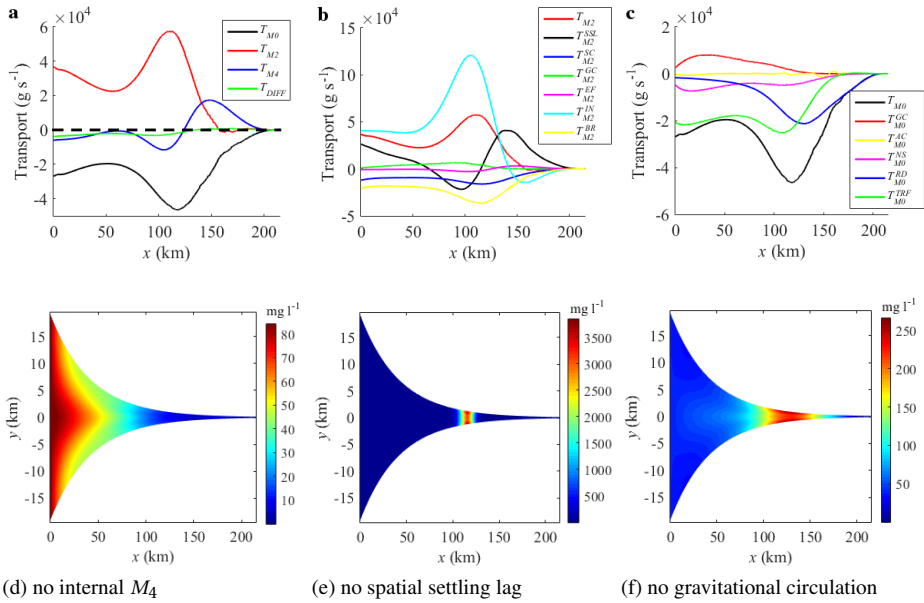 a
×10⁴
Transport (g s⁻¹)
6
4
2
0
-2
-4
0 50 100 150 200
x (km)
T_M0
T_M2
T_M4
T_DIFF
b
×10⁴
Transport (g s⁻¹)
15
10
5
0
-5
0 50 100 150 200
x (km)
T_M2
T_M2^SSL
T_M2^SC
T_M2^GC
T_M2^EF
T_M2^IN
T_M2^BR
c
×10⁴
Transport (g s⁻¹)
2
0
-2
-4
-6
0 50 100 150 200
x (km)
T_M0
T_M0^GC
T_M0^AC
T_M0^NS
T_M0^RD
T_M0^TRF
mg l⁻¹
y (km)
15
10
5
0
-5
-10
-15
0 50 100 150 200
x (km)
80
70
60
50
40
30
20
10
(d) no internal M₄
mg l⁻¹
y (km)
15
10
5
0
-5
-10
-15
0 50 100 150 200
x (km)
3500
3000
2500
2000
1500
1000
500
(e) no spatial settling lag
mg l⁻¹
y (km)
15
10
5
0
-5
-10
-15
0 50 100 150 200
x (km)
250
200
150
100
50
(f) no gravitational circulation